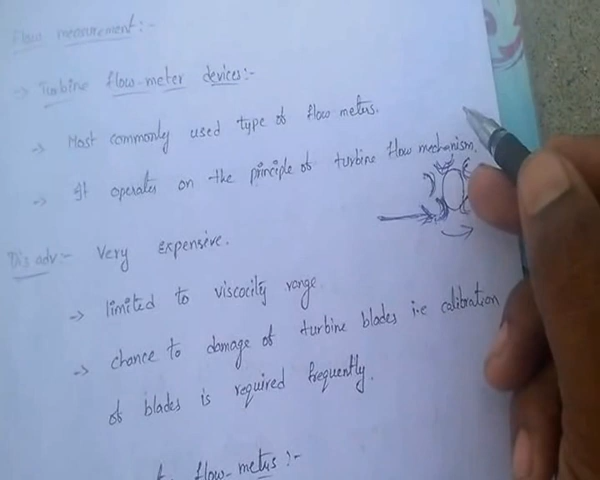 Flow measurement:-
→ Turbine flow-meter devices:-
→ Most commonly used type of flow meters.
→ It operates on the principle of turbine flow mechanism.
Dis adv:- Very expensive.
→ limited to viscocity range
→ chance to damage of turbine blades i.e calibration
of blades is required frequently.
flow-meters:-